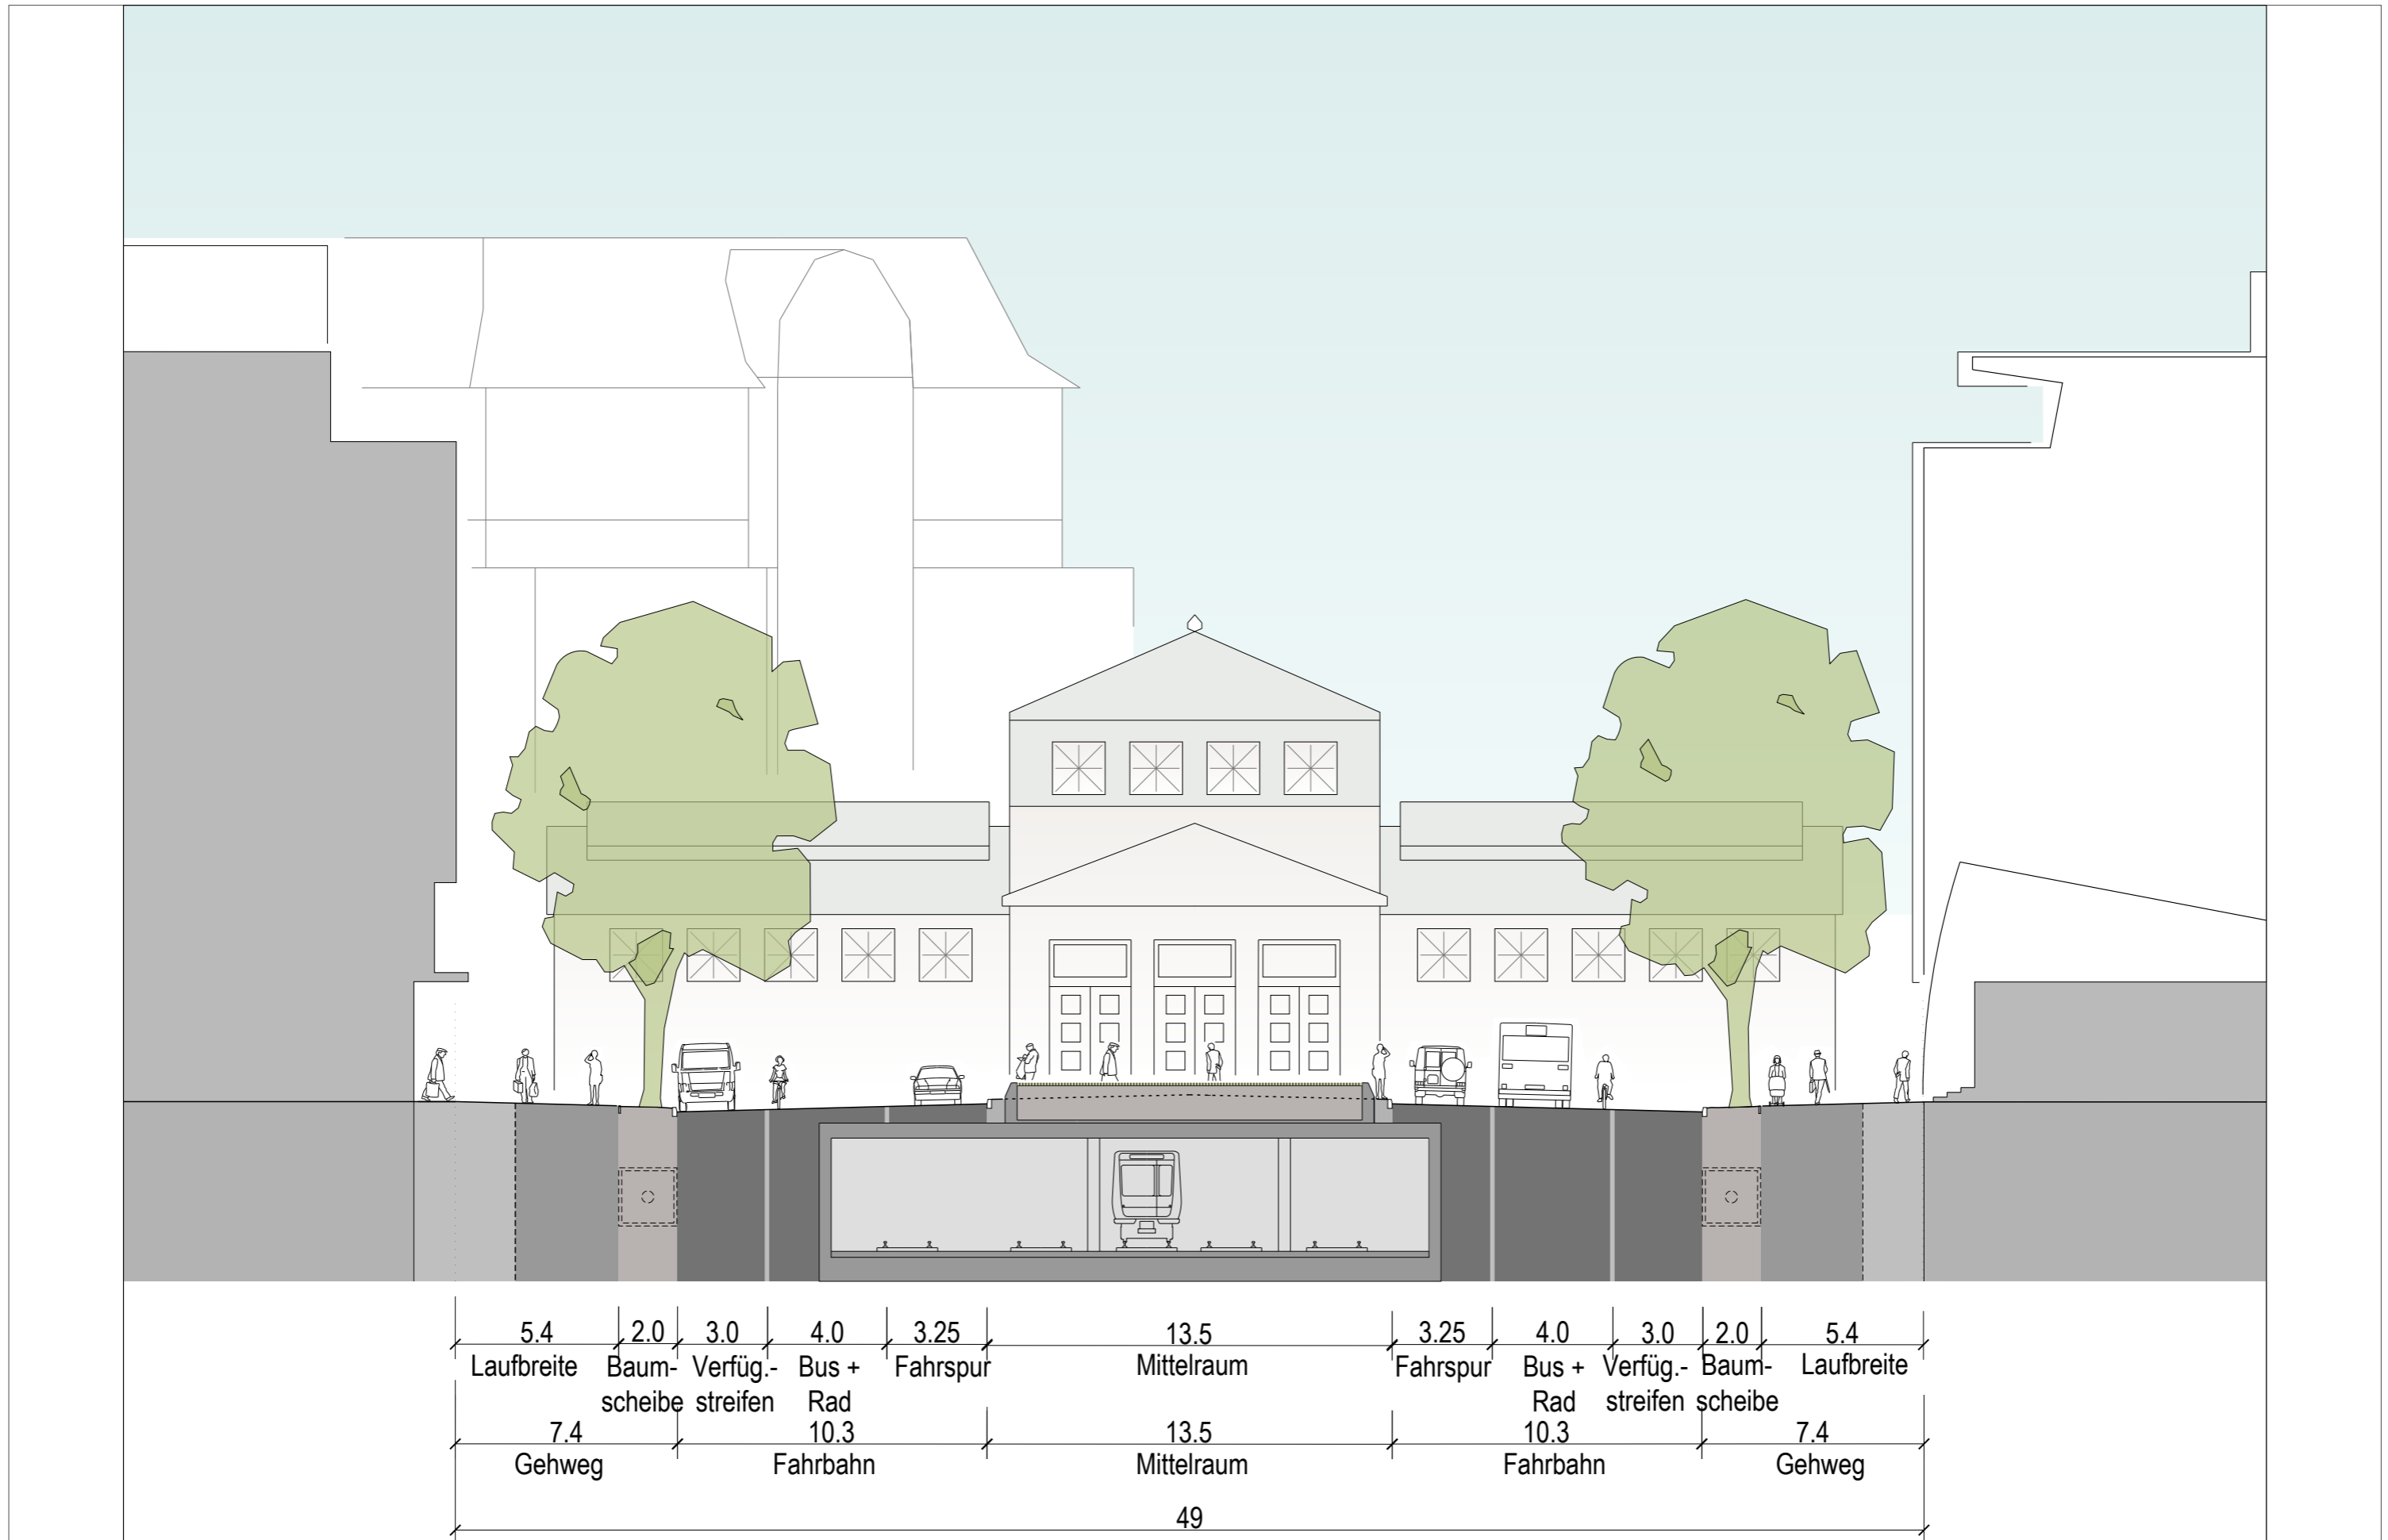 5.4 2.0 3.0 4.0 3.25 13.5 3.25 4.0 3.0 2.0 5.4
Laufbreite Baum- Verfüg.- Bus + Fahrspur Mittelraum Fahrspur Bus + Verfüg.- Baum- Laufbreite
scheibe streifen Rad Rad streifen scheibe
7.4 10.3 13.5 10.3 7.4
Gehweg Fahrbahn Mittelraum Fahrbahn Gehweg
49